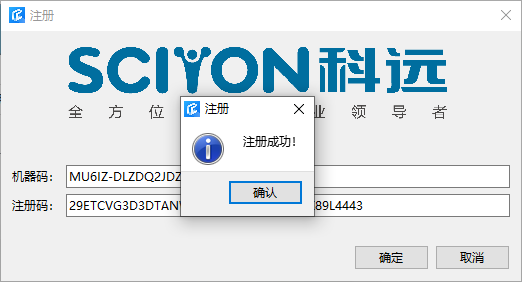 注册
SCIYON科远
全方位 业领导者
注册
注册成功!
确认
机器码: MU6IZ-DLZDQ2JDZ
注册码: 29ETCVG3D3DTAN 89L4443
确定 取消